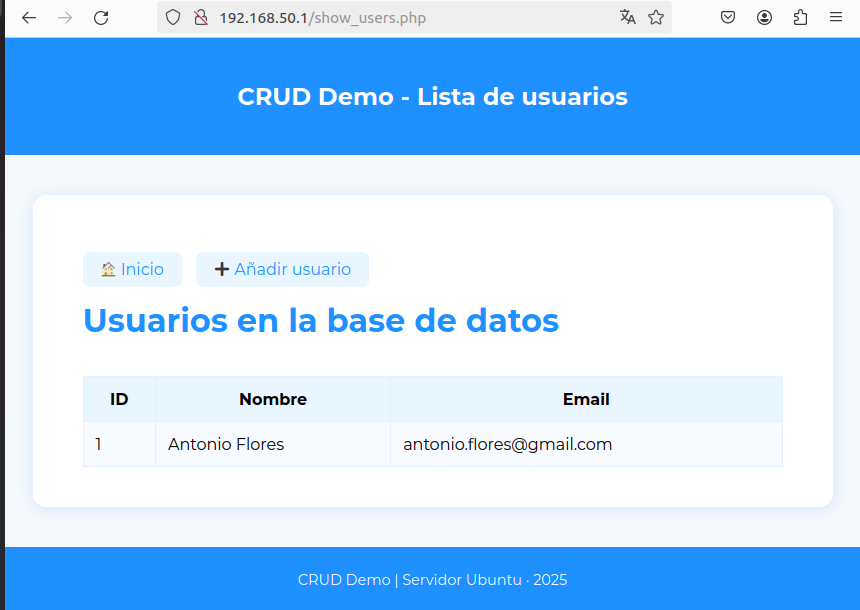 192.168.50.1/show_users.php
CRUD Demo - Lista de usuarios
🏠 Inicio ➕ Añadir usuario
Usuarios en la base de datos
ID Nombre Email
1 Antonio Flores antonio.flores@gmail.com
CRUD Demo | Servidor Ubuntu · 2025